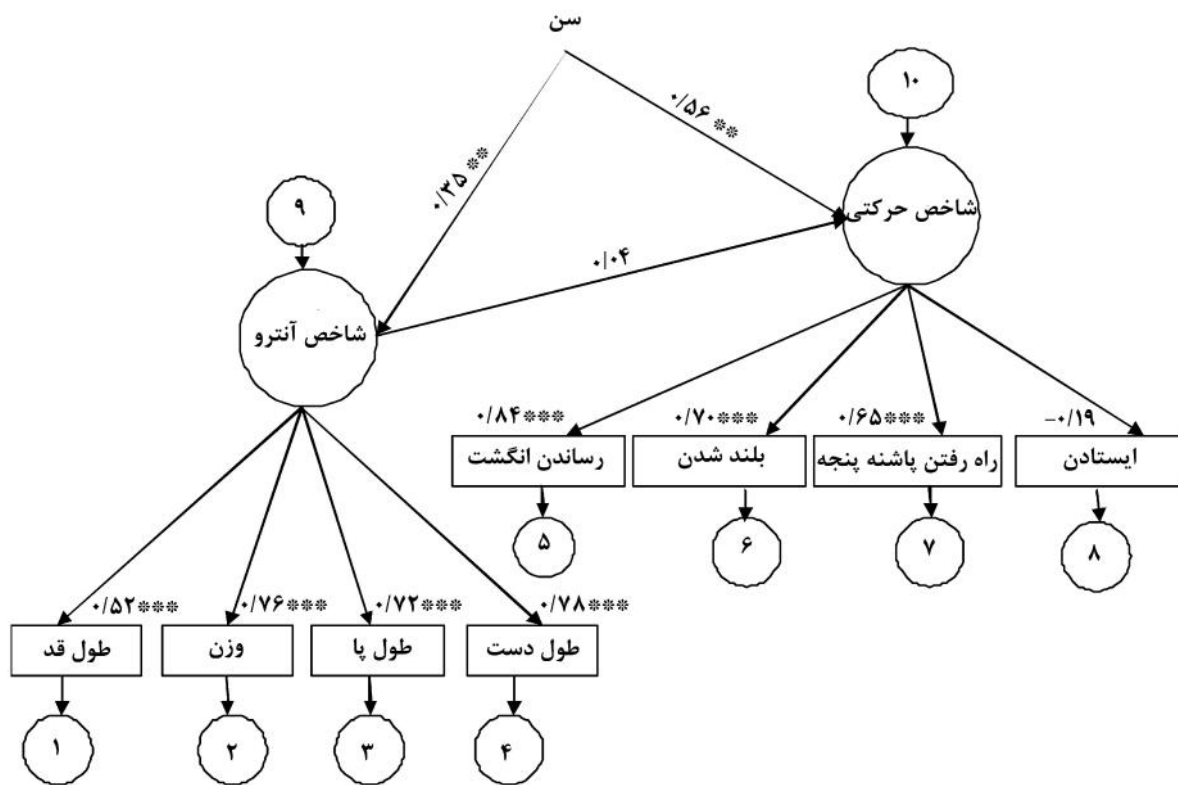 سن
۱۰
۰/۵۶ **
۰/۳۵ **
شاخص حرکتی
۹
۰/۰۴
شاخص آنترو
۰/۸۴***
۰/۷۰***
۰/۶۵***
-۰/۱۹
رساندن انگشت
بلند شدن
راه رفتن پاشنه پنجه
ایستادن
۵
۶
۷
۸
۰/۵۲***
۰/۷۶***
۰/۷۲***
۰/۷۸***
طول قد
وزن
طول پا
طول دست
۱
۲
۳
۴